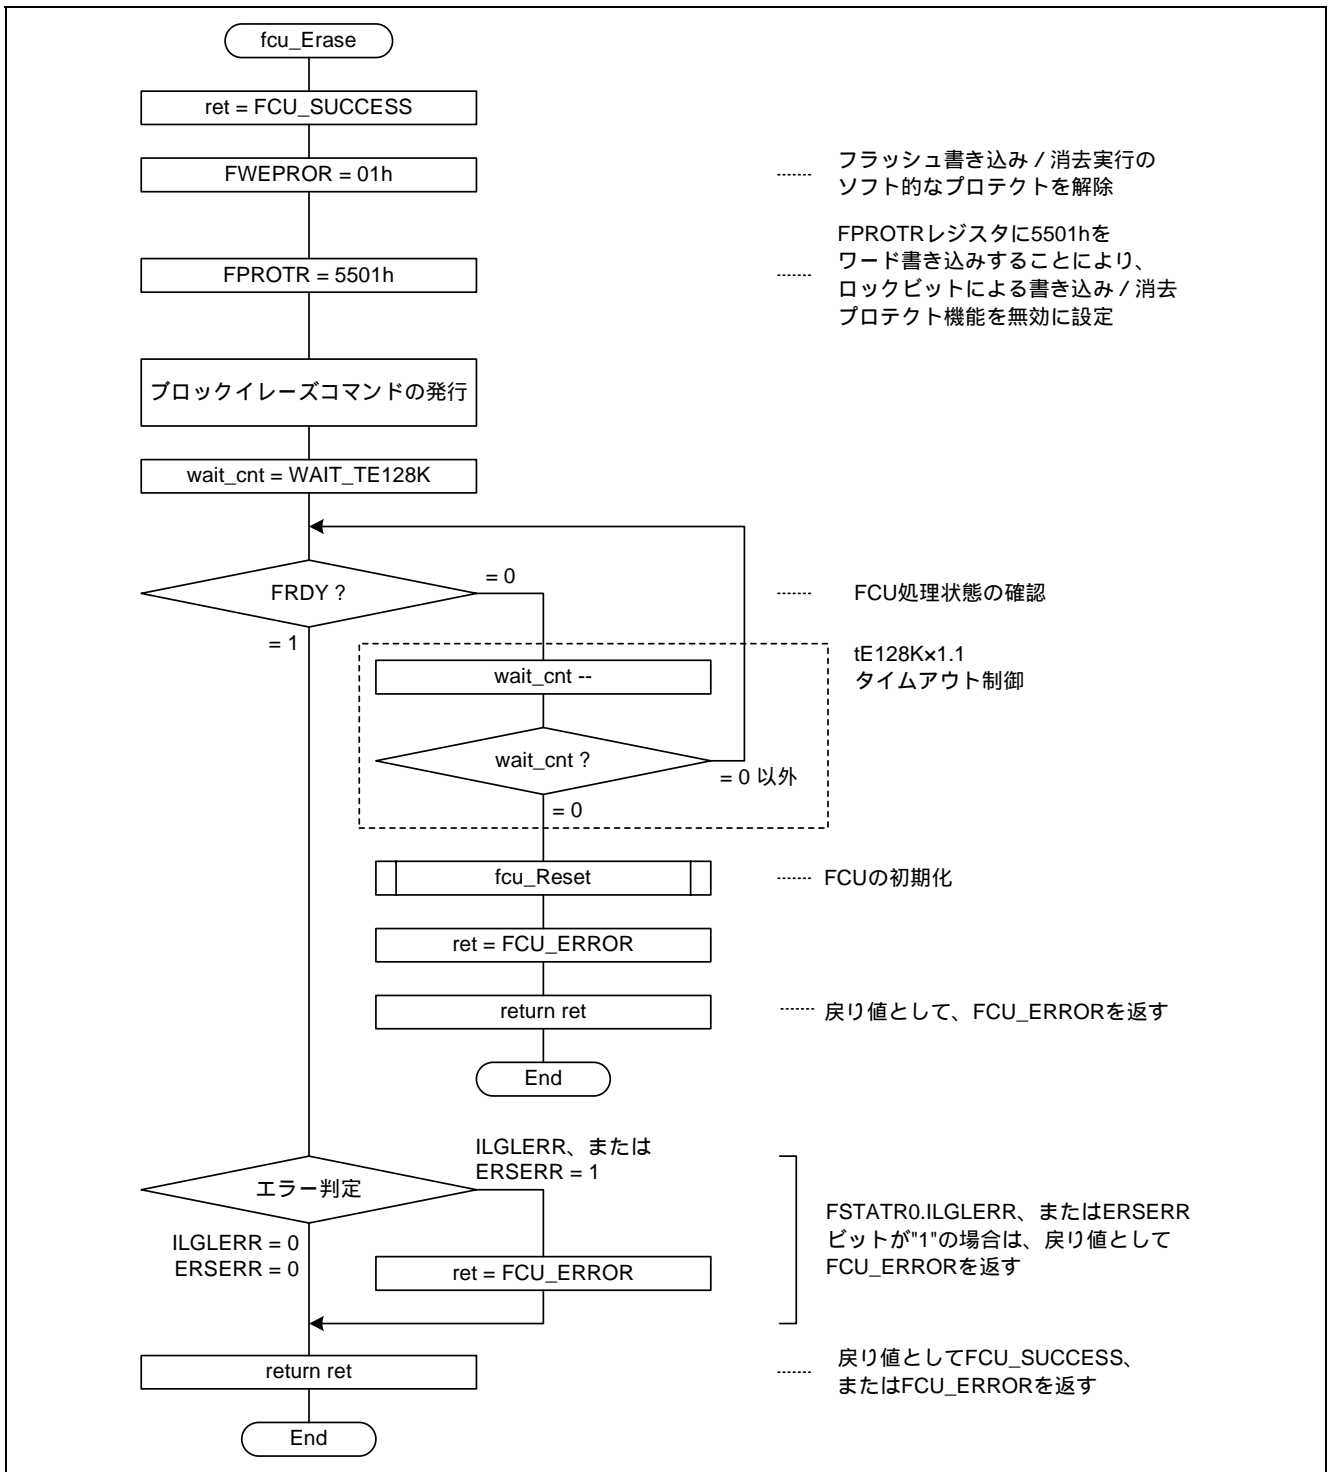 fcu_Erase
ret = FCU_SUCCESS
FWEPROR = 01h
フラッシュ書き込み / 消去実行の
ソフト的なプロテクトを解除
FPROTR = 5501h
FPROTRレジスタに5501hを
ワード書き込みすることにより、
ロックビットによる書き込み / 消去
プロテクト機能を無効に設定
ブロックイレーズコマンドの発行
wait_cnt = WAIT_TE128K
FRDY ?
= 0
= 1
FCU処理状態の確認
tE128K×1.1
タイムアウト制御
wait_cnt --
wait_cnt ?
= 0 以外
= 0
fcu_Reset
FCUの初期化
ret = FCU_ERROR
return ret
戻り値として、FCU_ERRORを返す
End
エラー判定
ILGLERR、または
ERSERR = 1
ILGLERR = 0
ERSERR = 0
ret = FCU_ERROR
FSTATR0.ILGLERR、またはERSERR
ビットが"1"の場合は、戻り値として
FCU_ERRORを返す
return ret
戻り値としてFCU_SUCCESS、
またはFCU_ERRORを返す
End